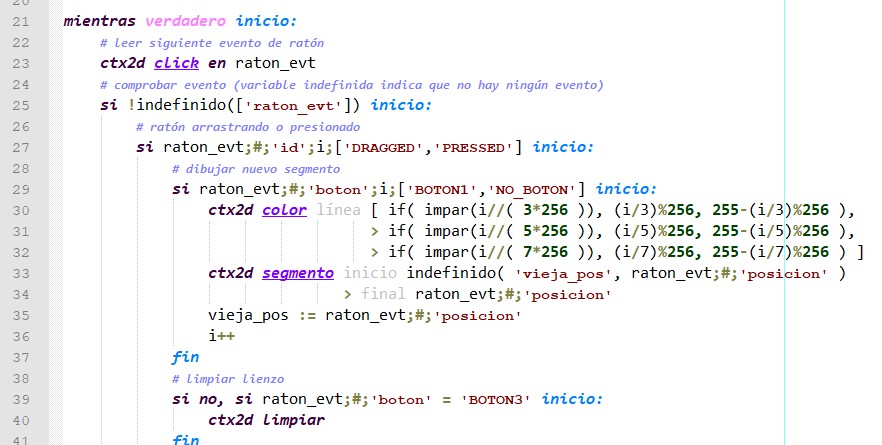 20
21 mientras verdadero inicio:
22 # leer siguiente evento de ratón
23 ctx2d click en raton_evt
24 # comprobar evento (variable indefinida indica que no hay ningún evento)
25 si !indefinido(['raton_evt']) inicio:
26 # ratón arrastrando o presionado
27 si raton_evt;#;'id';i;['DRAGGED','PRESSED'] inicio:
28 # dibujar nuevo segmento
29 si raton_evt;#;'boton';i;['BOTON1','NO_BOTON'] inicio:
30 ctx2d color línea [ if( impar(i//( 3*256 )), (i/3)%256, 255-(i/3)%256 ),
31 > if( impar(i//( 5*256 )), (i/5)%256, 255-(i/5)%256 ),
32 > if( impar(i//( 7*256 )), (i/7)%256, 255-(i/7)%256 ) ]
33 ctx2d segmento inicio indefinido( 'vieja_pos', raton_evt;#;'posicion' )
34 > final raton_evt;#;'posicion'
35 vieja_pos := raton_evt;#;'posicion'
36 i++
37 fin
38 # limpiar lienzo
39 si no, si raton_evt;#;'boton' = 'BOTON3' inicio:
40 ctx2d limpiar
41 fin